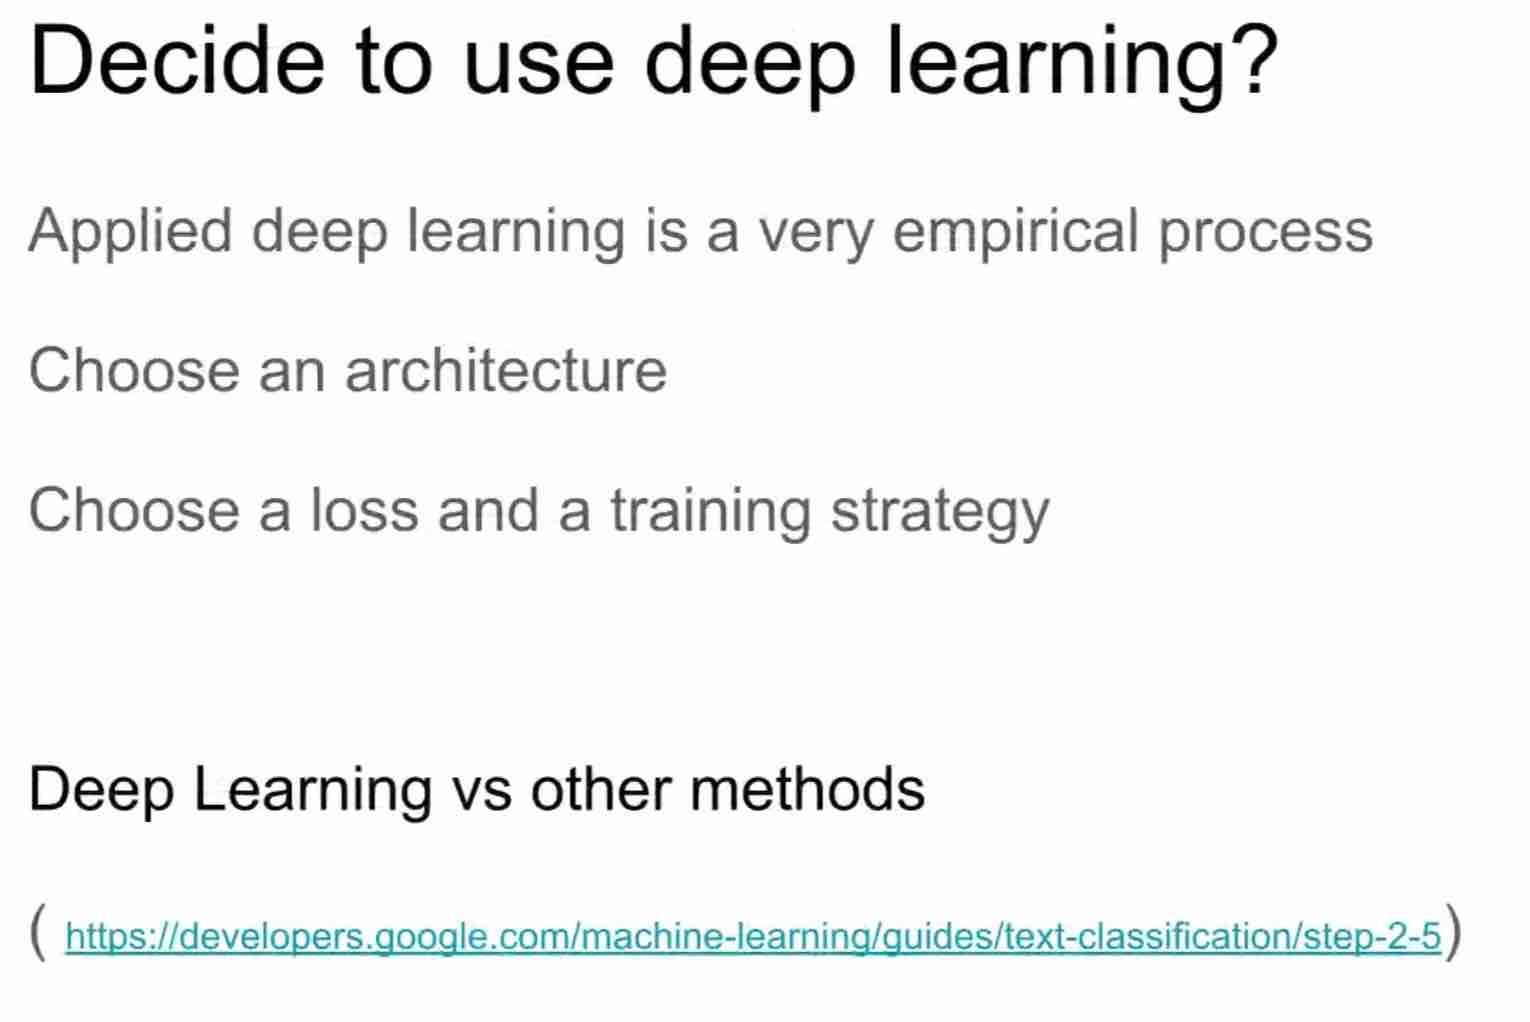 Decide to use deep learning?
Applied deep learning is a very empirical process
Choose an architecture
Choose a loss and a training strategy
Deep Learning vs other methods
( https://developers.google.com/machine-learning/guides/text-classification/step-2-5)